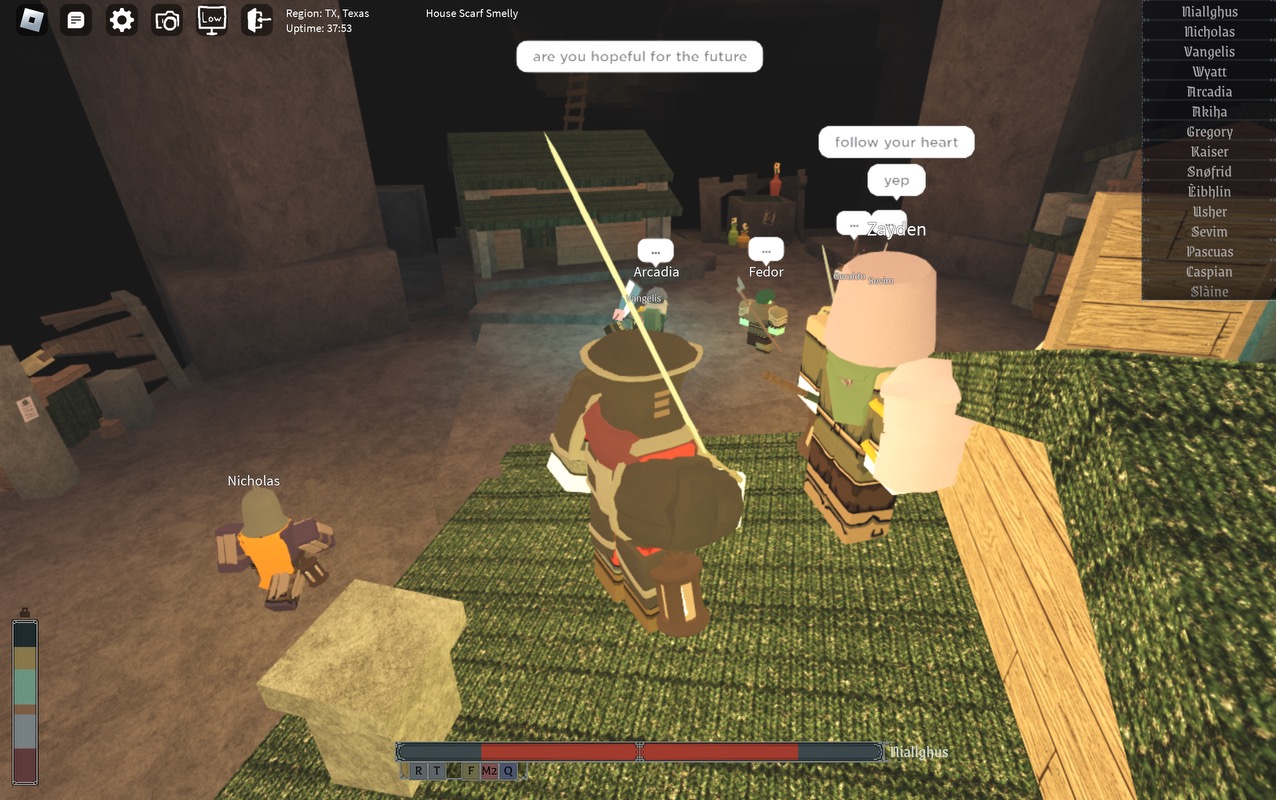 Low
Region: TX, Texas
Uptime: 37:53
House Scarf Smelly
are you hopeful for the future
follow your heart
yep
...
Zayden
...
Arcadia
...
Fedor
Vangelis
Sevim
Nicholas
Niallghus
Nicholas
Vangelis
Wyatt
Arcadia
Akiha
Gregory
Kaiser
Snøfrid
Èibhlin
Usher
Sevim
Pascuas
Caspian
Slàine
Niallghus
R T F M2 Q